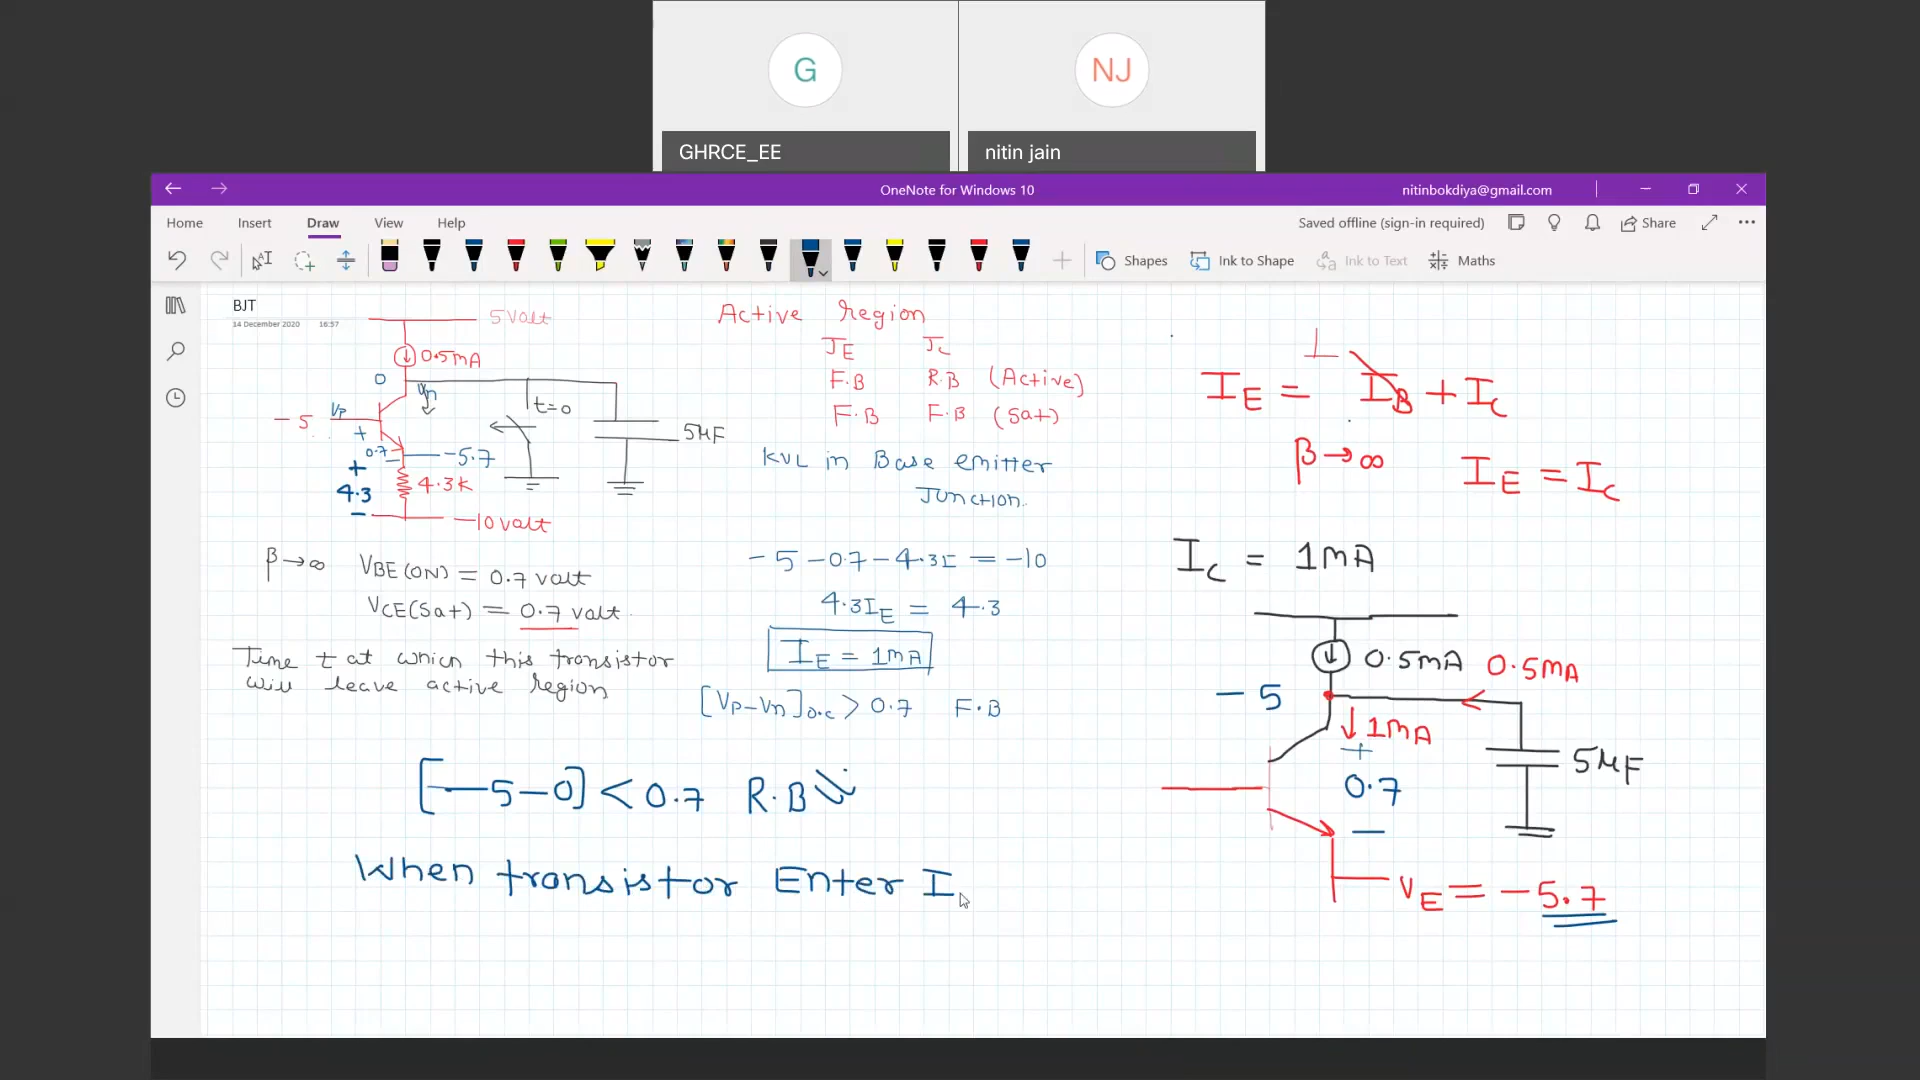 G
NJ
GHRCE_EE
nitin jain
OneNote for Windows 10
nitinbokdiya@gmail.com
Home Insert Draw View Help
Saved offline (sign-in required)
Share
Shapes
Ink to Shape
Ink to Text
Maths
BJT
14 December 2020 16:57
5 Volt
0.5mA
0
Vn
Vp
-5
+
0.7
-
-5.7
t=0
5μF
+
4.3
-
4.3K
-10 volt
β→∞ VBE(ON) = 0.7 volt
VCE(Sat) = 0.7 volt
Time t at which this transistor
will leave active region
Active region
JE JC
F.B R.B (Active)
F.B F.B (Sat)
KVL in Base emitter
Junction.
-5-0.7-4.3I = -10
4.3IE = 4.3
IE = 1mA
[Vp-Vn]o.c > 0.7 F.B
[-5-0] < 0.7 R.B
When transistor Enter I
IE = IB + IC
β→∞ IE = IC
IC = 1mA
0.5mA 0.5mA
-5
1mA
+
0.7
-
5μF
VE = -5.7